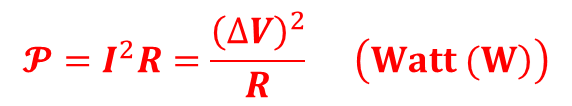 𝓟 = I²R = (ΔV)²/R (Watt (W))